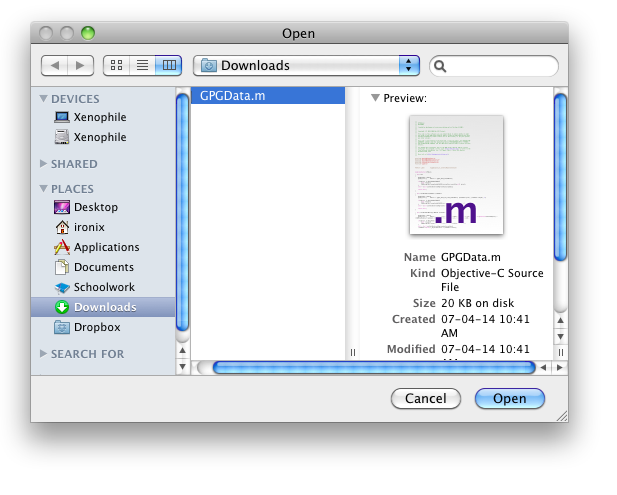 Open
Downloads
DEVICES
Xenophile
Xenophile
SHARED
PLACES
Desktop
ironix
Applications
Documents
Schoolwork
Downloads
Dropbox
SEARCH FOR
GPGData.m
Preview:
.m
Name GPGData.m
Kind Objective-C Source
File
Size 20 KB on disk
Created 07-04-14 10:41
AM
Modified 07-04-14 10:41
AM
Cancel
Open